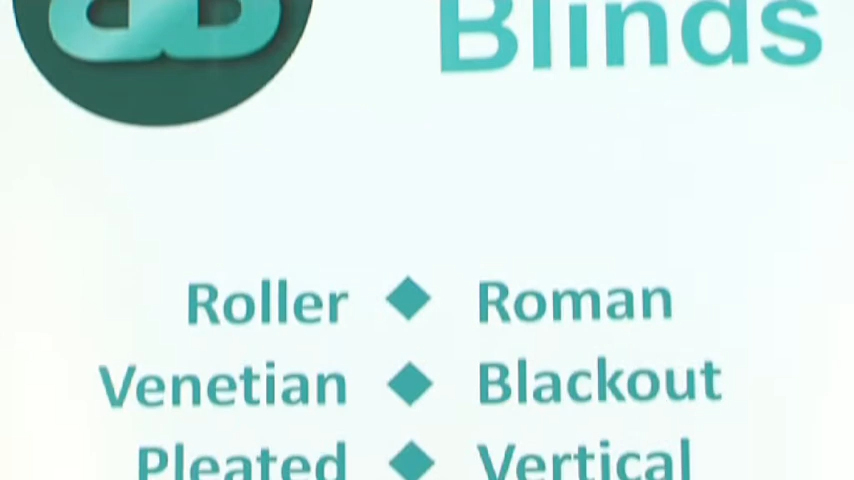 Blinds
Roller ◆ Roman
Venetian ◆ Blackout
Pleated ◆ Vertical